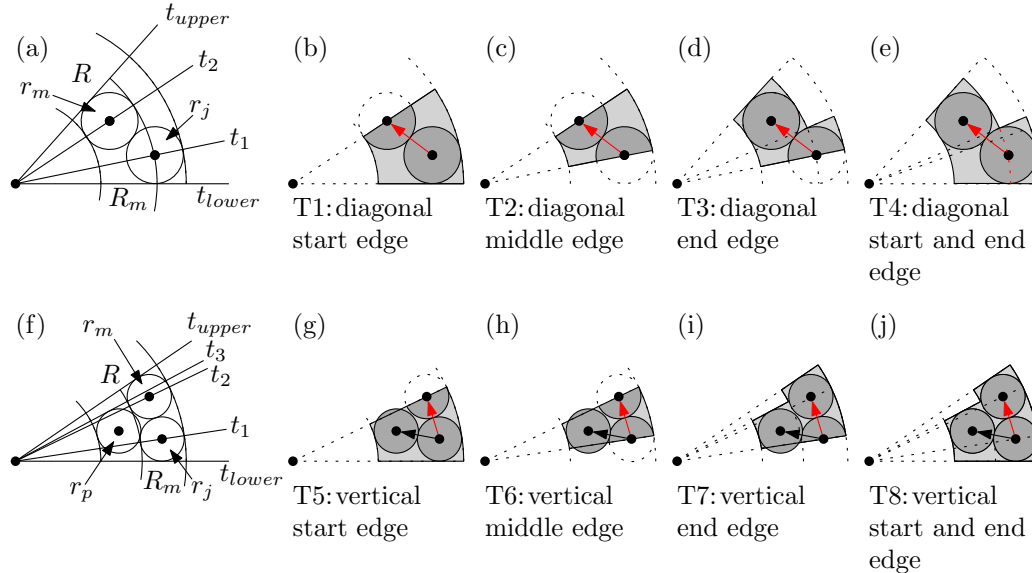 (a)
t_upper
R
t_2
r_m
r_j
t_1
R_m
t_lower
(b)
T1:diagonal
start edge
(c)
T2:diagonal
middle edge
(d)
T3:diagonal
end edge
(e)
T4:diagonal
start and end
edge
(f)
r_m
t_upper
t_3
R
t_2
t_1
r_p
R_m
r_j
t_lower
(g)
T5:vertical
start edge
(h)
T6:vertical
middle edge
(i)
T7:vertical
end edge
(j)
T8:vertical
start and end
edge